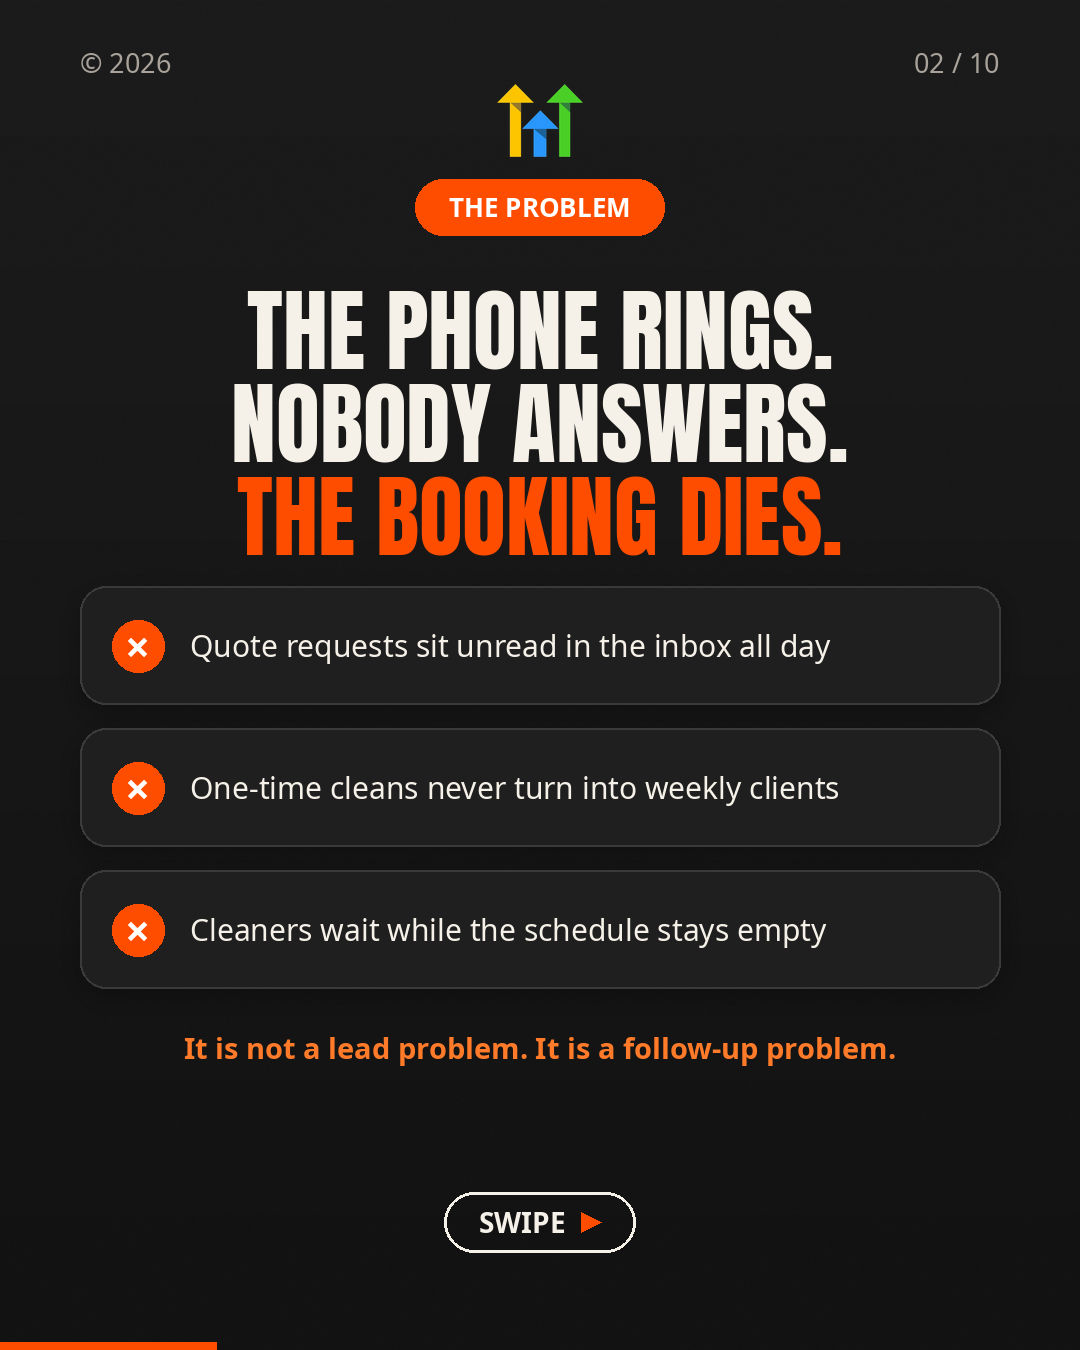 © 2026
02 / 10
THE PROBLEM
THE PHONE RINGS.
NOBODY ANSWERS.
THE BOOKING DIES.
Quote requests sit unread in the inbox all day
One-time cleans never turn into weekly clients
Cleaners wait while the schedule stays empty
It is not a lead problem. It is a follow-up problem.
SWIPE